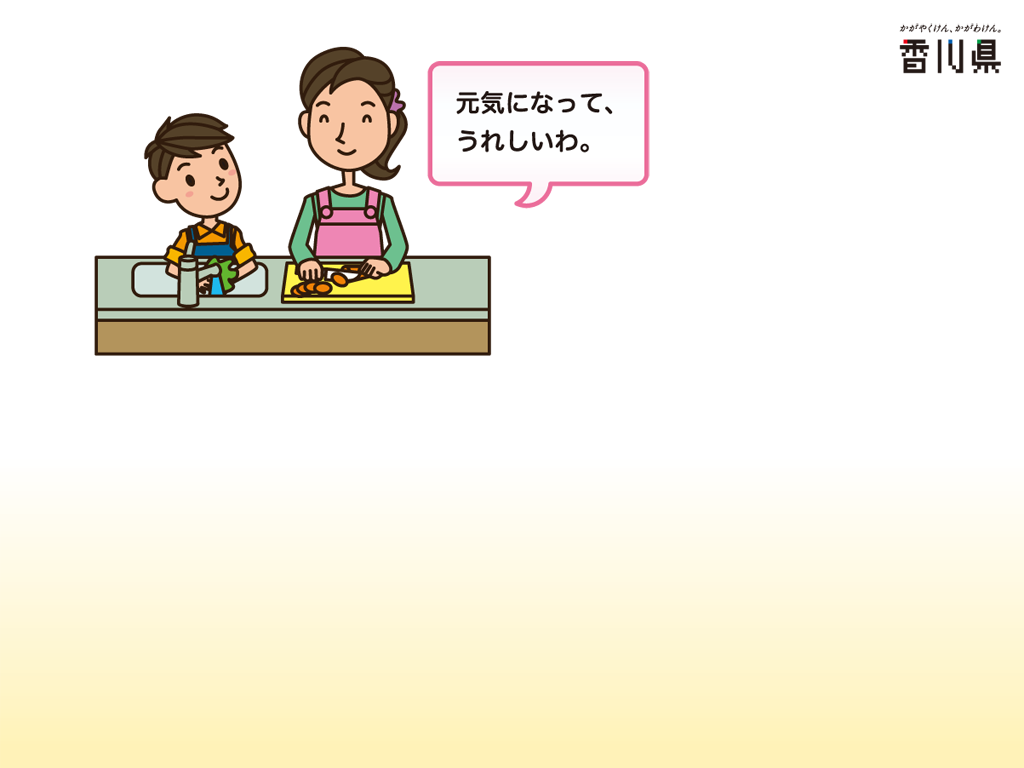 かがやくけん、かがわけん。
香川県
元気になって、
うれしいわ。